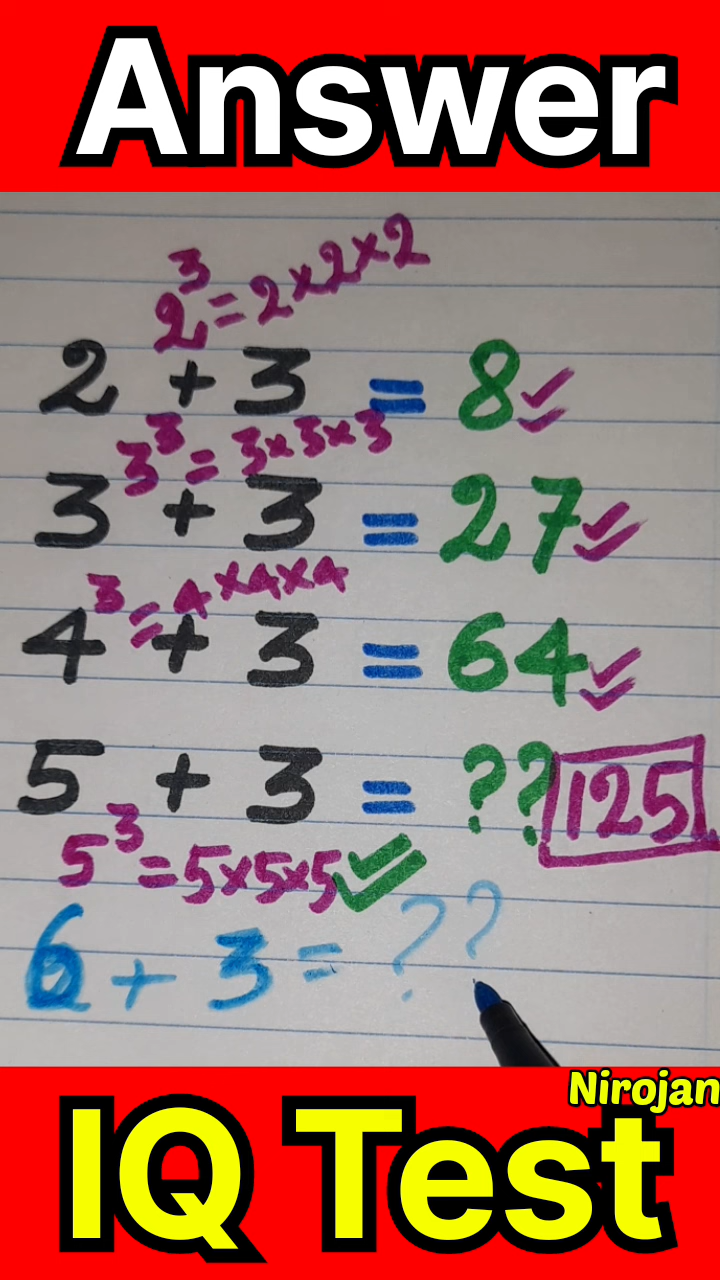 Answer
2³ = 2×2×2
2 + 3 = 8
3³ = 3×3×3
3 + 3 = 27
4³ = 4×4×4
4 + 3 = 64
5 + 3 = ?? 125
5³ = 5×5×5
6 + 3 = ??
Nirojan
IQ Test